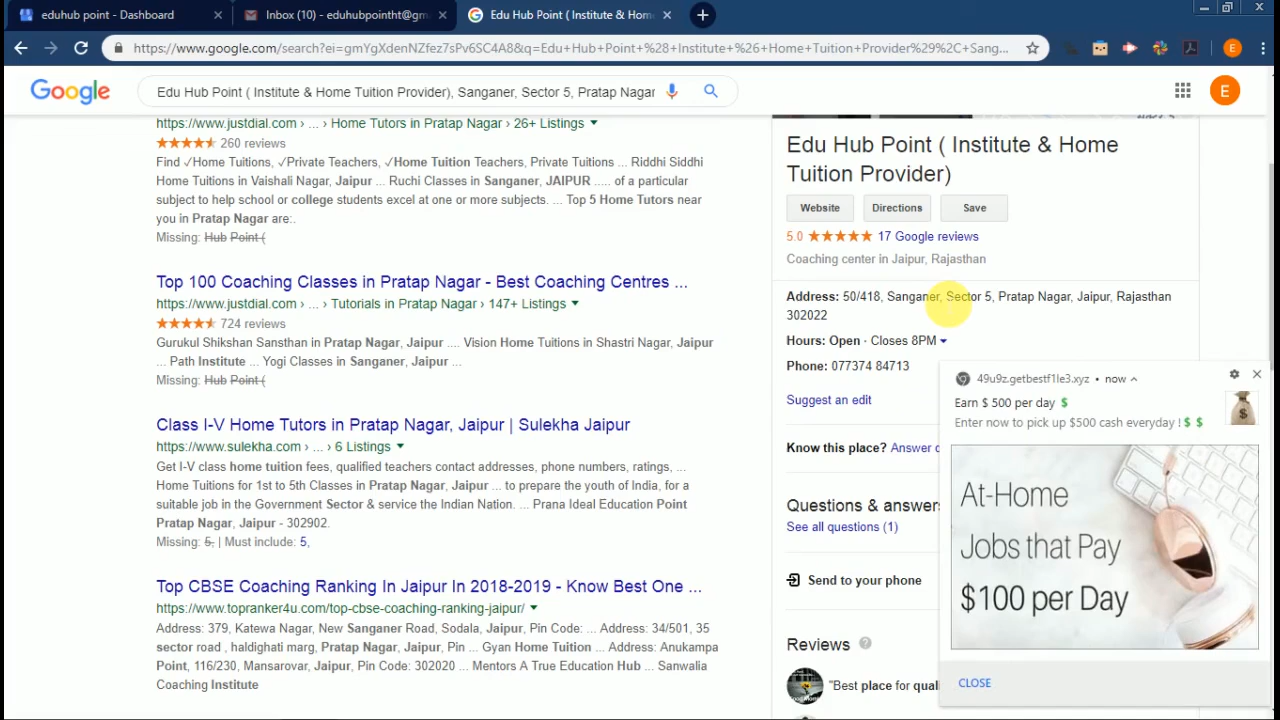 eduhub point - Dashboard
Inbox (10) - eduhubpointht@gm
Edu Hub Point ( Institute & Home
https://www.google.com/search?ei=gmYgXdenNZfez7sPv6SC4A8&q=Edu+Hub+Point+%28+Institute+%26+Home+Tuition+Provider%29%2C+Sang...
E
Google
Edu Hub Point ( Institute & Home Tuition Provider), Sanganer, Sector 5, Pratap Nagar
E
https://www.justdial.com › ... › Home Tutors in Pratap Nagar › 26+ Listings
260 reviews
Find ✓Home Tuitions, ✓Private Teachers, ✓Home Tuition Teachers, Private Tuitions ... Riddhi Siddhi
Home Tuitions in Vaishali Nagar, Jaipur ... Ruchi Classes in Sanganer, JAIPUR ..... of a particular
subject to help school or college students excel at one or more subjects. ... Top 5 Home Tutors near
you in Pratap Nagar are:.
Missing: Hub Point (
Top 100 Coaching Classes in Pratap Nagar - Best Coaching Centres ...
https://www.justdial.com › ... › Tutorials in Pratap Nagar › 147+ Listings
724 reviews
Gurukul Shikshan Sansthan in Pratap Nagar, Jaipur .... Vision Home Tuitions in Shastri Nagar, Jaipur
... Path Institute ... Yogi Classes in Sanganer, Jaipur ...
Missing: Hub Point (
Class I-V Home Tutors in Pratap Nagar, Jaipur | Sulekha Jaipur
https://www.sulekha.com › ... › 6 Listings
Get I-V class home tuition fees, qualified teachers contact addresses, phone numbers, ratings, ...
Home Tuitions for 1st to 5th Classes in Pratap Nagar, Jaipur ... to prepare the youth of India, for a
suitable job in the Government Sector & service the Indian Nation. ... Prana Ideal Education Point
Pratap Nagar, Jaipur - 302902.
Missing: 5, | Must include: 5,
Top CBSE Coaching Ranking In Jaipur In 2018-2019 - Know Best One ...
https://www.topranker4u.com/top-cbse-coaching-ranking-jaipur/
Address: 379, Katewa Nagar, New Sanganer Road, Sodala, Jaipur, Pin Code: ... Address: 34/501, 35
sector road , haldighati marg, Pratap Nagar, Jaipur, Pin ... Gyan Home Tuition ... Address: Anukampa
Point, 116/230, Mansarovar, Jaipur, Pin Code: 302020 ... Mentors A True Education Hub ... Sanwalia
Coaching Institute
Edu Hub Point ( Institute & Home
Tuition Provider)
Website Directions Save
5.0 17 Google reviews
Coaching center in Jaipur, Rajasthan
Address: 50/418, Sanganer, Sector 5, Pratap Nagar, Jaipur, Rajasthan
302022
Hours: Open · Closes 8PM
Phone: 077374 84713
Suggest an edit
Know this place? Answer
Questions & answers
See all questions (1)
Send to your phone
Reviews ?
"Best place for quali
49u9z.getbestf1le3.xyz • now
Earn $ 500 per day $
Enter now to pick up $500 cash everyday ! $ $
At-Home
Jobs that Pay
$100 per Day
CLOSE